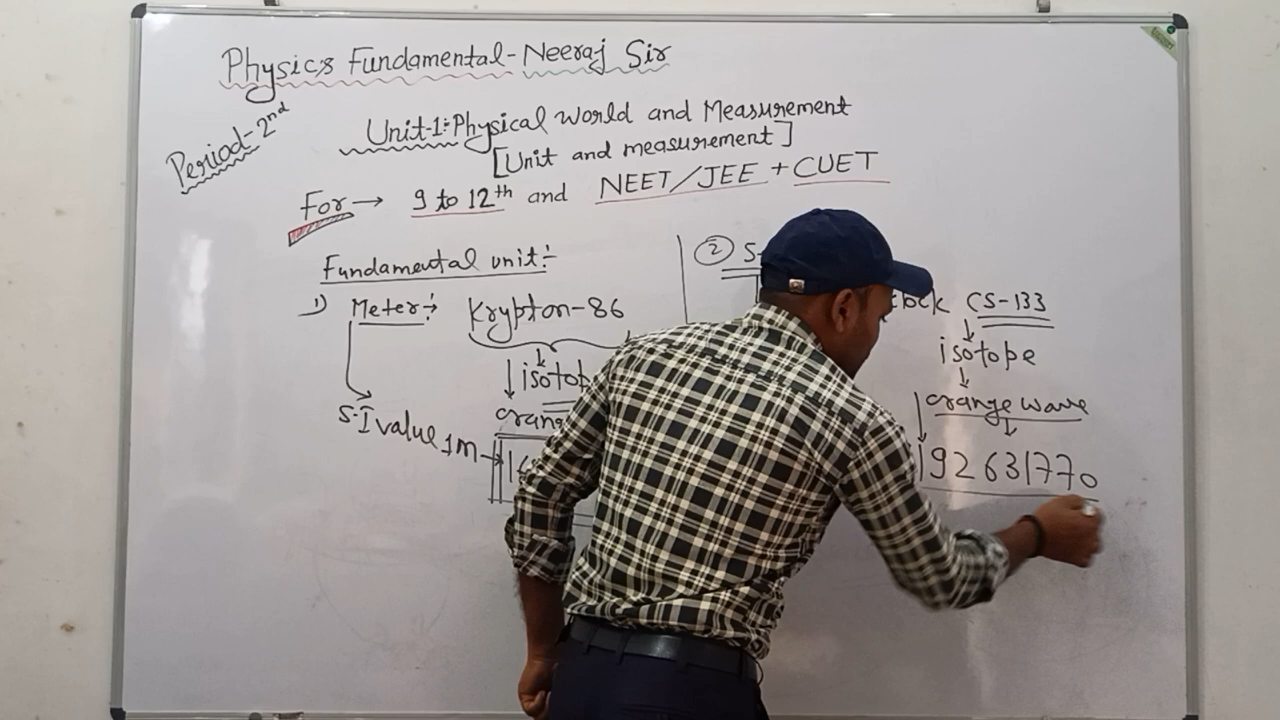 Physics Fundamental - Neeraj Sir
Period-2nd
Unit-1:- Physical World and Measurement
[Unit and measurement]
For → 9 to 12th and NEET/JEE + CUET
Fundamental unit:-
1) Meter:- Krypton-86
↓ isotop
orang
S.I value 1m →
② S-
CS-133
↓
isotope
↓
orange wave
↓
192631770